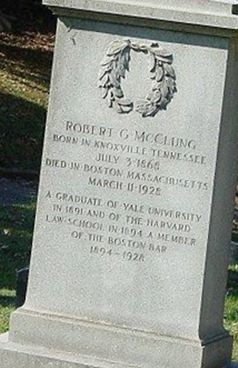 ROBERT G MCCLUNG
BORN IN KNOXVILLE TENNESSEE
JULY 3 1868
DIED IN BOSTON MASSACHUSETTS
MARCH 11 1928
A GRADUATE OF YALE UNIVERSITY
IN 1891 AND OF THE HARVARD
LAW SCHOOL IN 1894 A MEMBER
OF THE BOSTON BAR
1894-1928